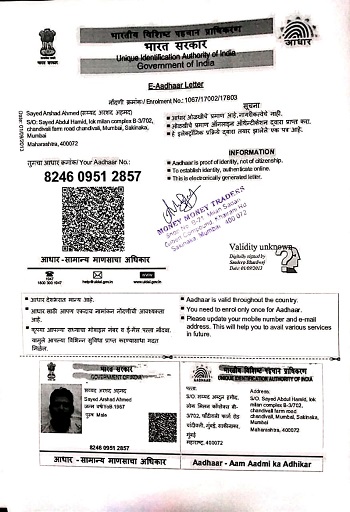 भारतीय विशिष्ट पहचान प्राधिकरण
भारत सरकार
Unique Identification Authority of India
Government of India
आधार
E-Aadhaar Letter
नोंदणी क्रमांक/ Enrolment No.: 1067/17002/17803
Sayed Arshad Ahmed (सय्यद अरशद अहमद)
S/O: Sayed Abdul Hamid, lok
milan complex B-3/702,
chandivali farm road chandivali, Mumbai, Sakinaka,
Mumbai
Maharashtra, 400072
सूचना
आधार ओळखीचे प्रमाण आहे, नागरिकत्वाचे नाही.
ओळखीचे प्रमाण ऑनलाइन ऑथेन्टिकेशन द्वारा प्राप्त करा.
हे इलेक्ट्रॉनिक प्रक्रिये द्वारा तयार झालेले एक पत्र आहे.
तुमचा आधार क्रमांक/ Your Aadhaar No.:
8246 0951 2857
INFORMATION
Aadhaar is proof of identity, not of citizenship.
To establish identity, authenticate online.
This is electronically generated letter.
MONEY MONEY TRADERS
Sakinaka Mumbai 400 072
Validity unknown
Digitally signed by
Sandeep Bhardwaj
Date: 01/09/2013
आधार -सामान्य माणसाचा अधिकार
1947
1800 300 1947
help@uidai.gov.in
www
www.uidai.gov.in
आधार देशभरात मान्य आहे.
आधार साठी आपण एकदाच नामांकन नोंदणीची आवश्यकता आहे.
कृपया आपल्या सध्याचा मोबाइल नंबर व ई-मेल पत्ता नोंदवा.
Aadhaar is valid throughout the country.
You need to enrol only once for Aadhaar.
Please update your mobile number and e-mail
address. This will help you to avail various services
in future.
भारत सरकार
GOVERNMENT OF INDIA
सय्यद अरशद अहमद
Sayed Arshad Ahmed
जन्म वर्ष/YoB:1967
पुरुष Male
8246 0951 2857
आधार - सामान्य माणसाचा अधिकार
भारतीय विशिष्ट पहचान प्राधिकरण
UNIQUE IDENTIFICATION AUTHORITY OF INDIA
पत्ता:
S/O: सय्यद अब्दुल हमीद,
लोक मिलन कॉम्प्लेक्स बी-
3/702, चांदीवली फार्म रोड
चांदीवली, मुंबई, साकीनाका,
मुंबई
महाराष्ट्र, 400072
Address:
S/O: Sayed Abdul Hamid, lok
milan complex B-3/702,
chandivali farm road
chandivali, Mumbai, Sakinaka,
Mumbai
Maharashtra, 400072
Aadhaar - Aam Aadmi ka Adhikar